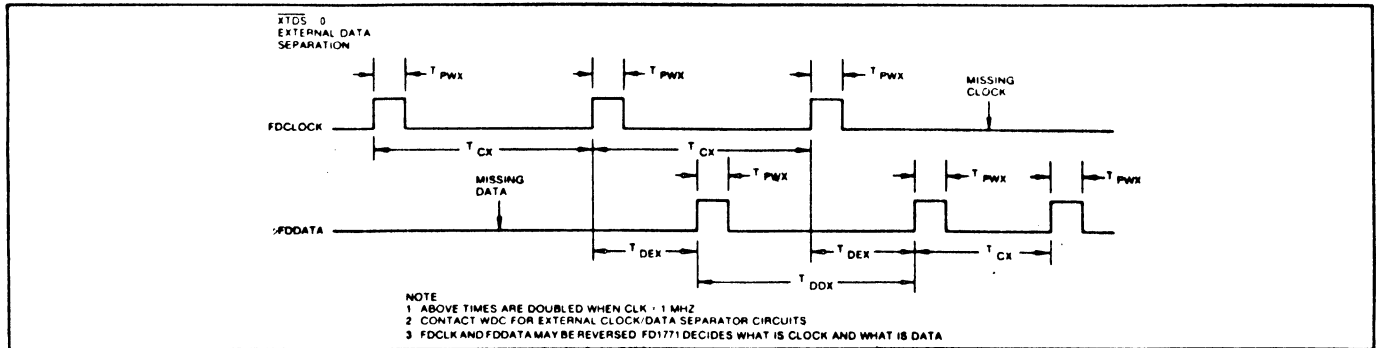 XTDS 0
EXTERNAL DATA
SEPARATION
T PWX
T PWX
T PWX
MISSING
CLOCK
FDCLOCK
T CX
T CX
MISSING
DATA
T PWX
T PWX
T PWX
FDDATA
T DEX
T DEX
T CX
T DDX
NOTE
1 ABOVE TIMES ARE DOUBLED WHEN CLK 1 MHZ
2 CONTACT WDC FOR EXTERNAL CLOCK/DATA SEPARATOR CIRCUITS
3 FDCLK AND FDDATA MAY BE REVERSED FD1771 DECIDES WHAT IS CLOCK AND WHAT IS DATA